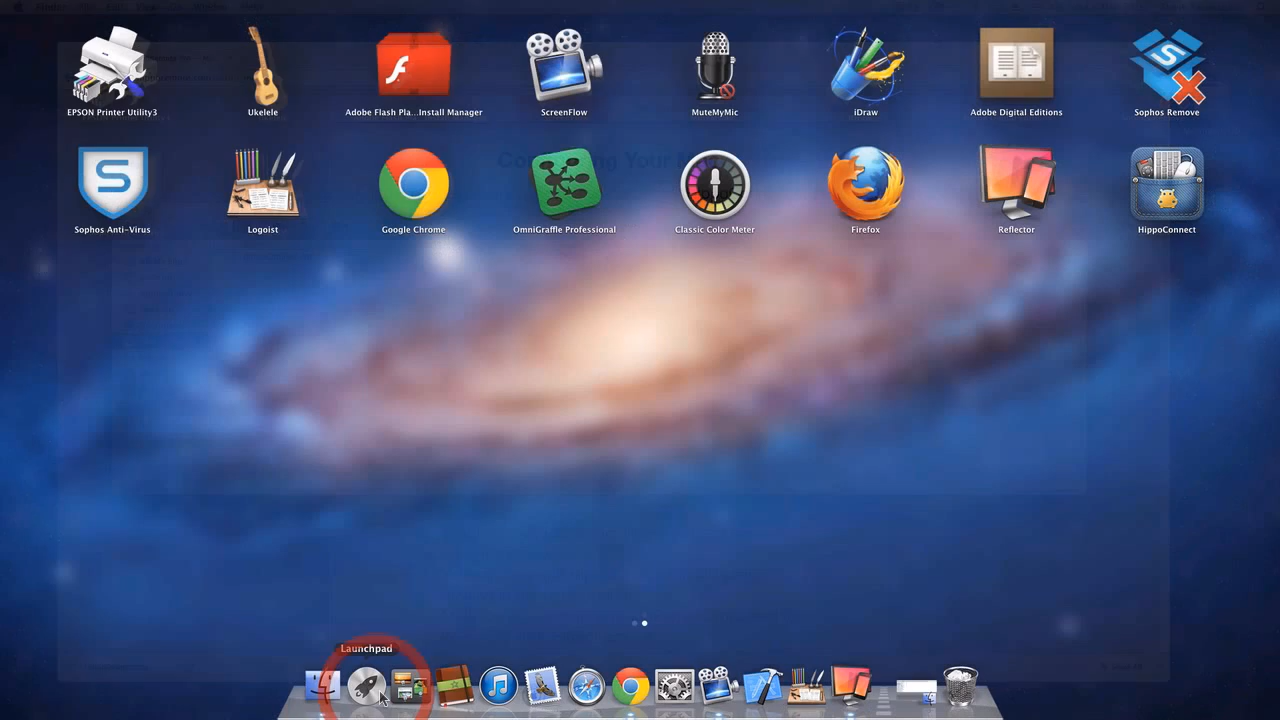 EPSON Printer Utility3
Ukelele
Adobe Flash Pla...Install Manager
ScreenFlow
MuteMyMic
iDraw
Adobe Digital Editions
Sophos Remove
Sophos Anti-Virus
Logoist
Google Chrome
OmniGraffle Professional
Classic Color Meter
Firefox
Reflector
HippoConnect
Launchpad